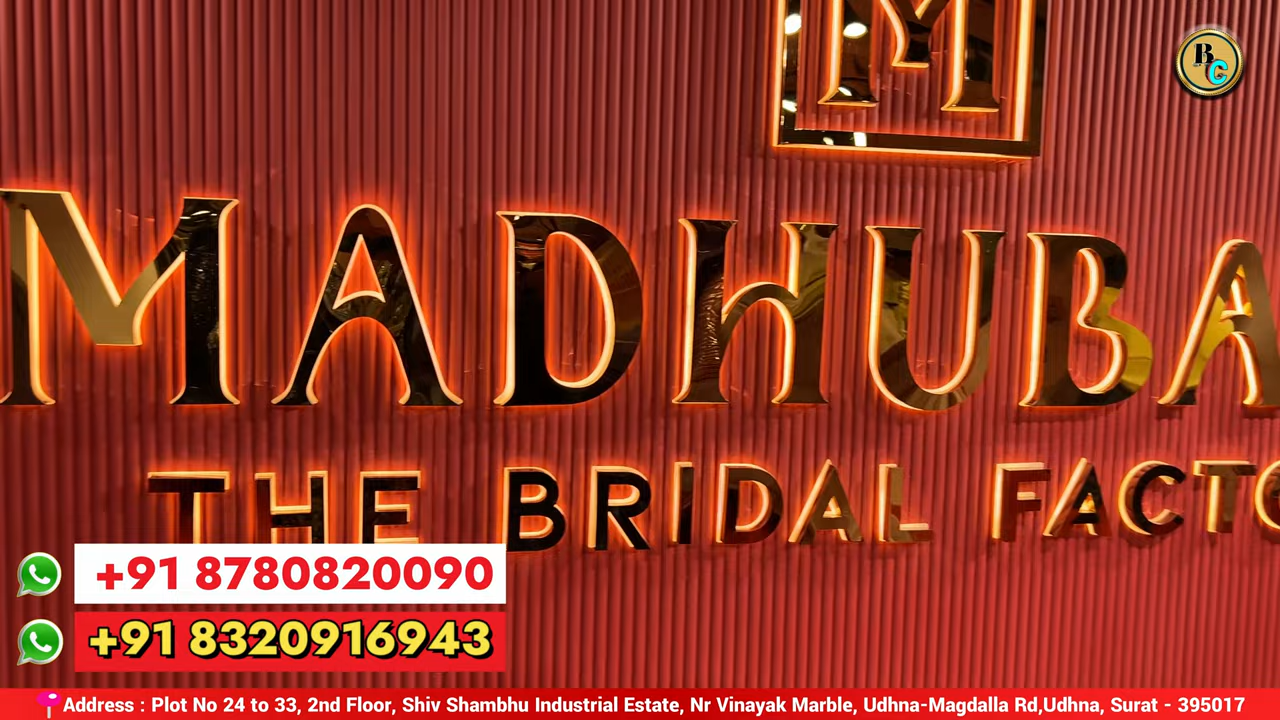 BC
M
MADHUBA
THE BRIDAL FACTO
+91 8780820090
+91 8320916943
Address : Plot No 24 to 33, 2nd Floor, Shiv Shambhu Industrial Estate, Nr Vinayak Marble, Udhna-Magdalla Rd,Udhna, Surat - 395017